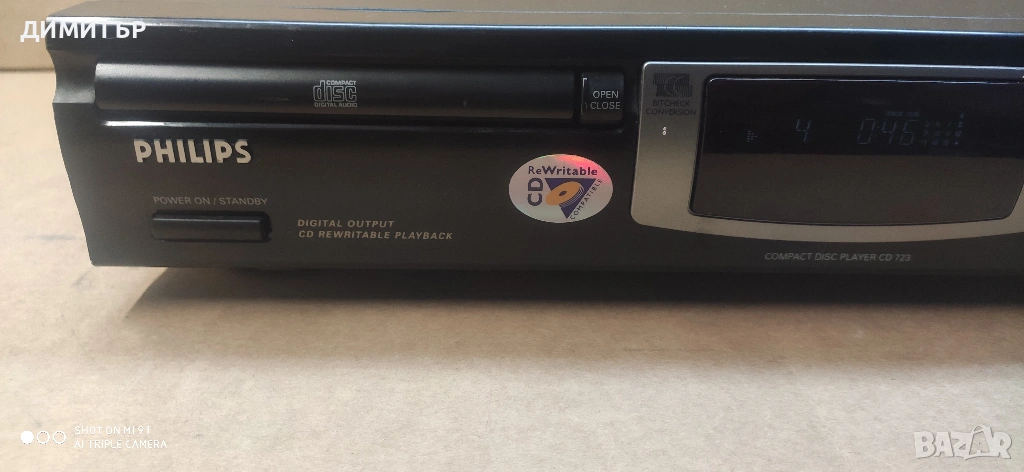 ДИМИТЪР
COMPACT
disc
DIGITAL AUDIO
OPEN
CLOSE
BITCHECK
CONVERSION
4 0:46
PHILIPS
ReWritable
CD
COMPATIBLE
POWER ON / STANDBY
DIGITAL OUTPUT
CD REWRITABLE PLAYBACK
COMPACT DISC PLAYER CD 723
SHOT ON MI 9 I
AI TRIPLE CAMERA
BAZAR